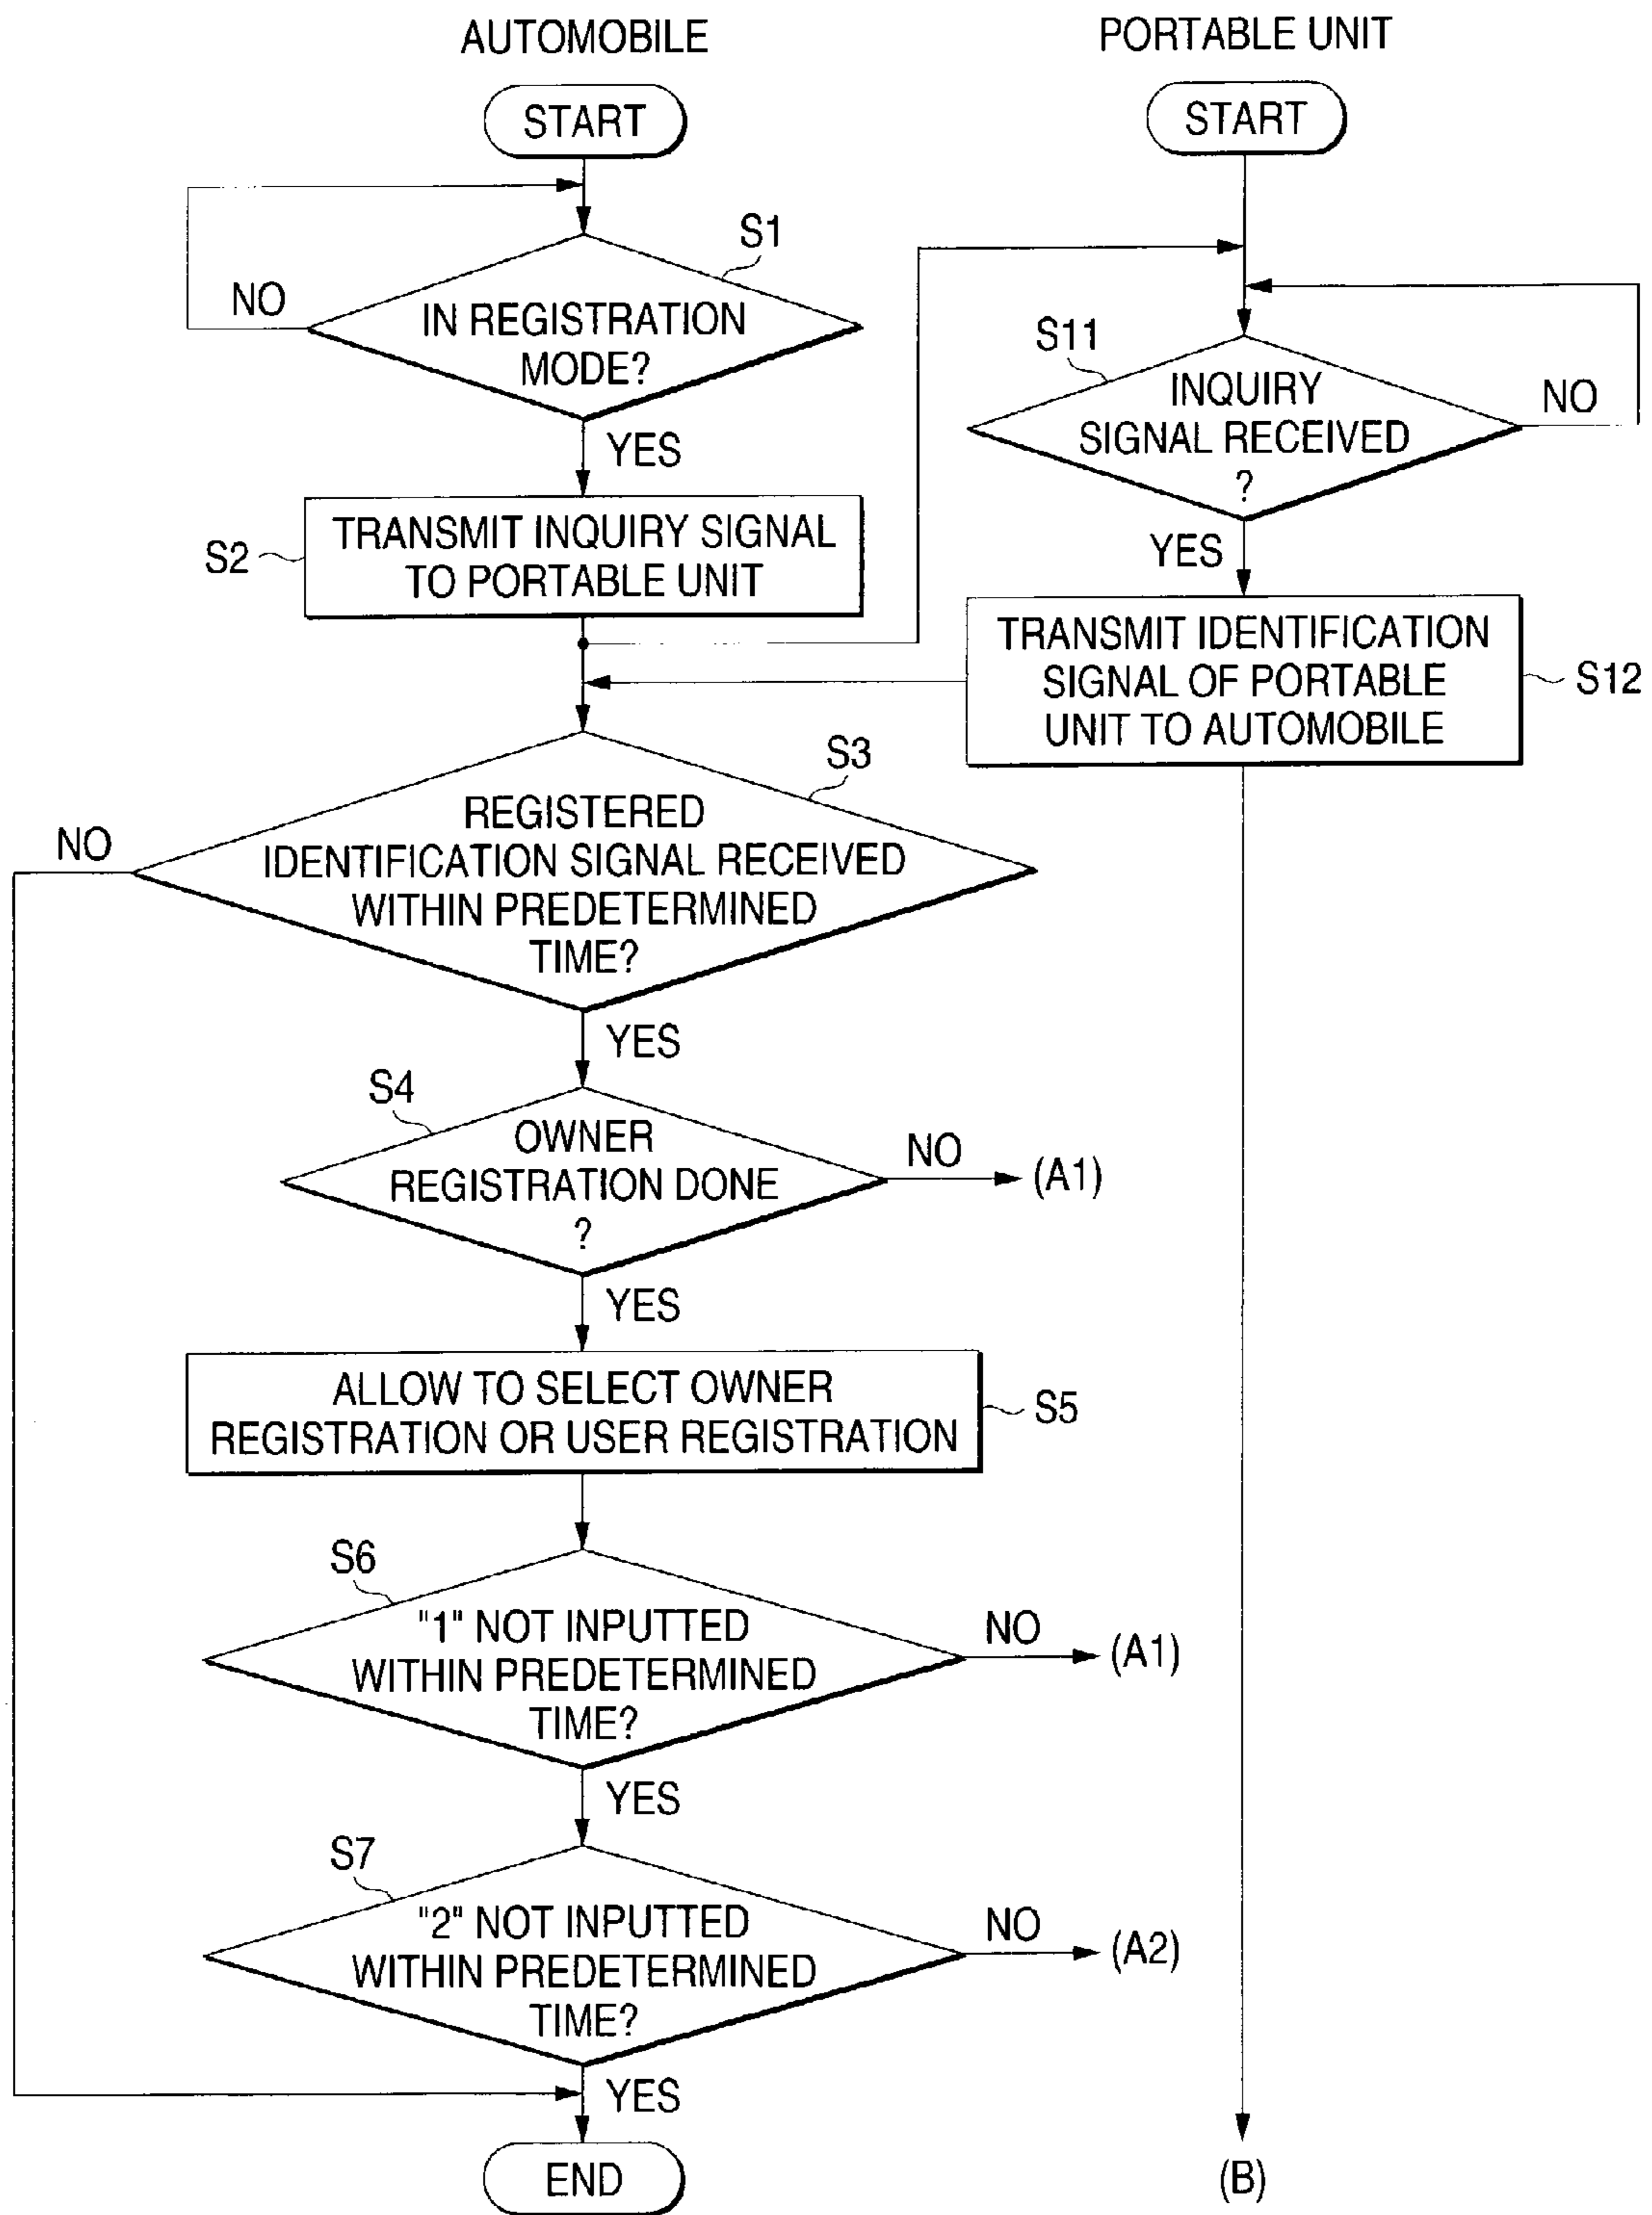 AUTOMOBILE
START
S1
NO
IN REGISTRATION
MODE?
YES
S2
TRANSMIT INQUIRY SIGNAL
TO PORTABLE UNIT
S3
NO
REGISTERED
IDENTIFICATION SIGNAL RECEIVED
WITHIN PREDETERMINED
TIME?
YES
S4
OWNER
REGISTRATION DONE
?
NO
(A1)
YES
ALLOW TO SELECT OWNER
REGISTRATION OR USER REGISTRATION
S5
S6
"1" NOT INPUTTED
WITHIN PREDETERMINED
TIME?
NO
(A1)
YES
S7
"2" NOT INPUTTED
WITHIN PREDETERMINED
TIME?
NO
(A2)
YES
END
PORTABLE UNIT
START
S11
INQUIRY
SIGNAL RECEIVED
?
NO
YES
TRANSMIT IDENTIFICATION
SIGNAL OF PORTABLE
UNIT TO AUTOMOBILE
S12
(B)